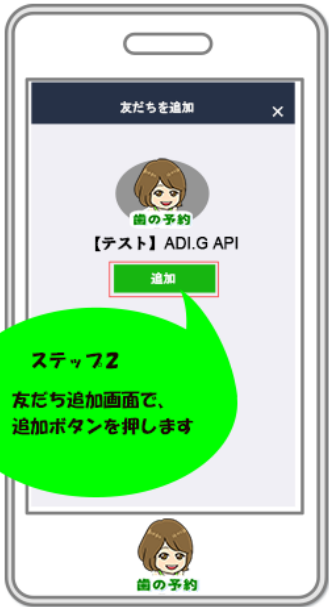 友だちを追加
×
歯の予約
【テスト】ADI.G API
追加
ステップ2
友だち追加画面で、
追加ボタンを押します
歯の予約